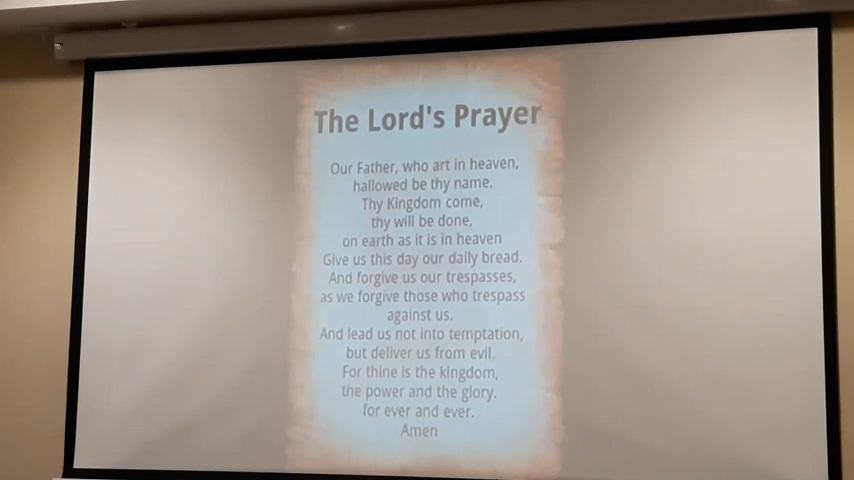 The Lord's Prayer
Our Father, who art in heaven,
hallowed be thy name.
Thy Kingdom come,
thy will be done,
on earth as it is in heaven
Give us this day our daily bread.
And forgive us our trespasses,
as we forgive those who trespass
against us.
And lead us not into temptation,
but deliver us from evil.
For thine is the kingdom,
the power and the glory.
for ever and ever.
Amen